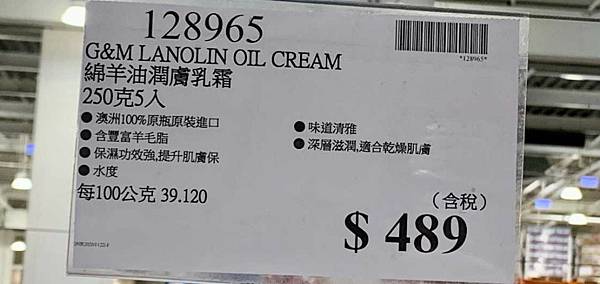 128965
*128965*
G&M LANOLIN OIL CREAM
綿羊油潤膚乳霜
250克5入
● 澳洲100%原瓶原裝進口
● 含豐富羊毛脂
● 保濕功效強,提升肌膚保
● 水度
● 味道清雅
● 深層滋潤,適合乾燥肌膚
每100公克 39.120
（含稅）
$ 489